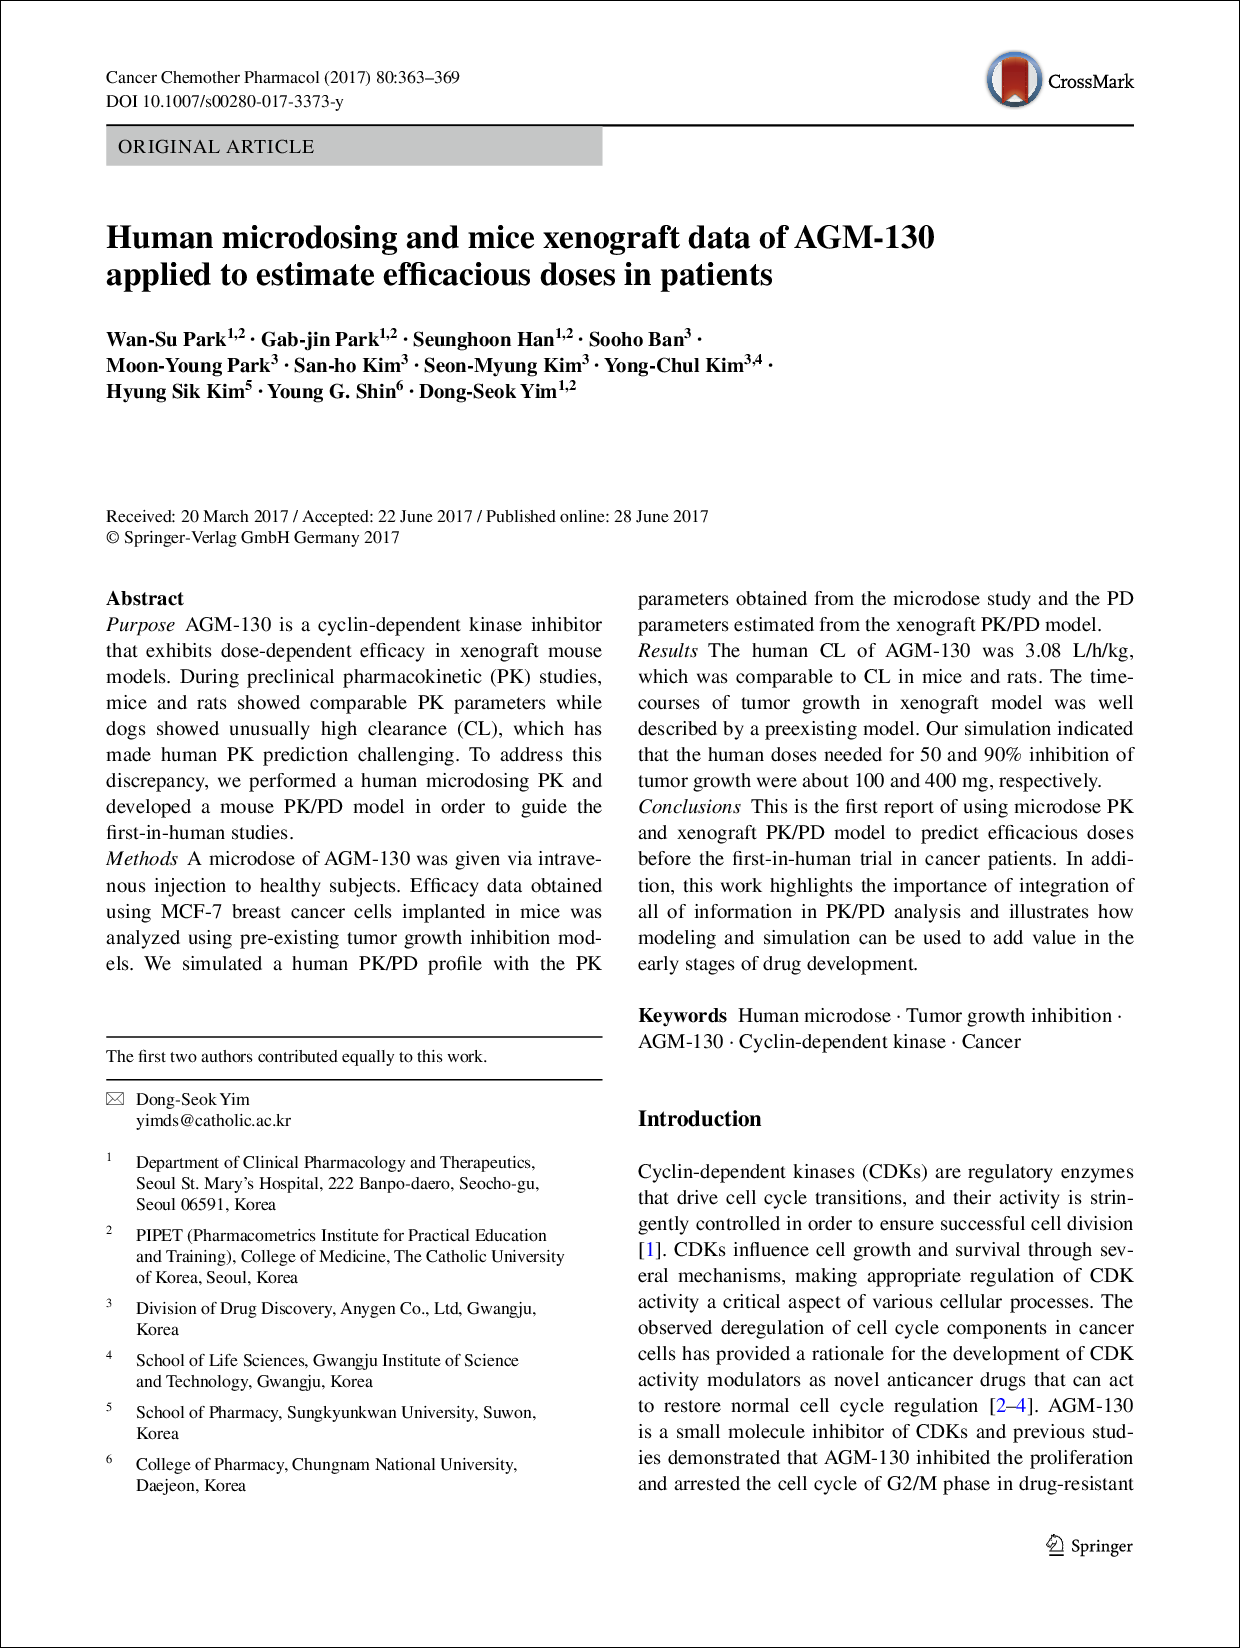 Cancer Chemother Pharmacol (2017) 80:363–369
DOI 10.1007/s00280-017-3373-y
CrossMark
ORIGINAL ARTICLE
Human microdosing and mice xenograft data of AGM-130
applied to estimate efficacious doses in patients
Wan-Su Park1,2 · Gab-jin Park1,2 · Seunghoon Han1,2 · Sooho Ban3 ·
Moon-Young Park3 · San-ho Kim3 · Seon-Myung Kim3 · Yong-Chul Kim3,4 ·
Hyung Sik Kim5 · Young G. Shin6 · Dong-Seok Yim1,2
Received: 20 March 2017 / Accepted: 22 June 2017 / Published online: 28 June 2017
© Springer-Verlag GmbH Germany 2017
Abstract
Purpose AGM-130 is a cyclin-dependent kinase inhibitor
that exhibits dose-dependent efficacy in xenograft mouse
models. During preclinical pharmacokinetic (PK) studies,
mice and rats showed comparable PK parameters while
dogs showed unusually high clearance (CL), which has
made human PK prediction challenging. To address this
discrepancy, we performed a human microdosing PK and
developed a mouse PK/PD model in order to guide the
first-in-human studies.
Methods A microdose of AGM-130 was given via intrave-
nous injection to healthy subjects. Efficacy data obtained
using MCF-7 breast cancer cells implanted in mice was
analyzed using pre-existing tumor growth inhibition mod-
els. We simulated a human PK/PD profile with the PK
parameters obtained from the microdose study and the PD
parameters estimated from the xenograft PK/PD model.
Results The human CL of AGM-130 was 3.08 L/h/kg,
which was comparable to CL in mice and rats. The time-
courses of tumor growth in xenograft model was well
described by a preexisting model. Our simulation indicated
that the human doses needed for 50 and 90% inhibition of
tumor growth were about 100 and 400 mg, respectively.
Conclusions This is the first report of using microdose PK
and xenograft PK/PD model to predict efficacious doses
before the first-in-human trial in cancer patients. In addi-
tion, this work highlights the importance of integration of
all of information in PK/PD analysis and illustrates how
modeling and simulation can be used to add value in the
early stages of drug development.
Keywords Human microdose · Tumor growth inhibition ·
AGM-130 · Cyclin-dependent kinase · Cancer
The first two authors contributed equally to this work.
Dong-Seok Yim
yimds@catholic.ac.kr
1 Department of Clinical Pharmacology and Therapeutics,
Seoul St. Mary's Hospital, 222 Banpo-daero, Seocho-gu,
Seoul 06591, Korea
2 PIPET (Pharmacometrics Institute for Practical Education
and Training), College of Medicine, The Catholic University
of Korea, Seoul, Korea
3 Division of Drug Discovery, Anygen Co., Ltd, Gwangju,
Korea
4 School of Life Sciences, Gwangju Institute of Science
and Technology, Gwangju, Korea
5 School of Pharmacy, Sungkyunkwan University, Suwon,
Korea
6 College of Pharmacy, Chungnam National University,
Daejeon, Korea
Introduction
Cyclin-dependent kinases (CDKs) are regulatory enzymes
that drive cell cycle transitions, and their activity is strin-
gently controlled in order to ensure successful cell division
[1]. CDKs influence cell growth and survival through sev-
eral mechanisms, making appropriate regulation of CDK
activity a critical aspect of various cellular processes. The
observed deregulation of cell cycle components in cancer
cells has provided a rationale for the development of CDK
activity modulators as novel anticancer drugs that can act
to restore normal cell cycle regulation [2–4]. AGM-130
is a small molecule inhibitor of CDKs and previous stud-
ies demonstrated that AGM-130 inhibited the proliferation
and arrested the cell cycle of G2/M phase in drug-resistant
Springer